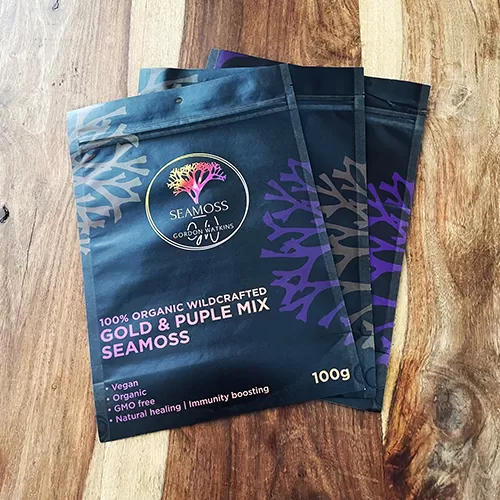 SEAMOSS
GORDON WATKINS
100% ORGANIC WILDCRAFTED
GOLD & PUPLE MIX
SEAMOSS
• Vegan
• Organic
• GMO free
• Natural healing | Immunity boosting
100g